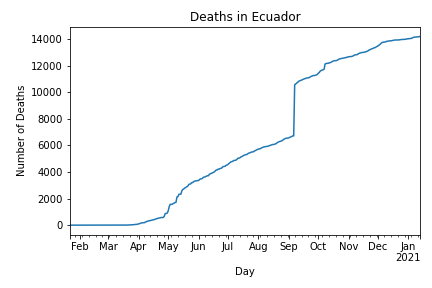 Deaths in Ecuador
14000
12000
10000
8000
6000
4000
2000
0
Number of Deaths
Feb Mar Apr May Jun Jul Aug Sep Oct Nov Dec Jan
2021
Day